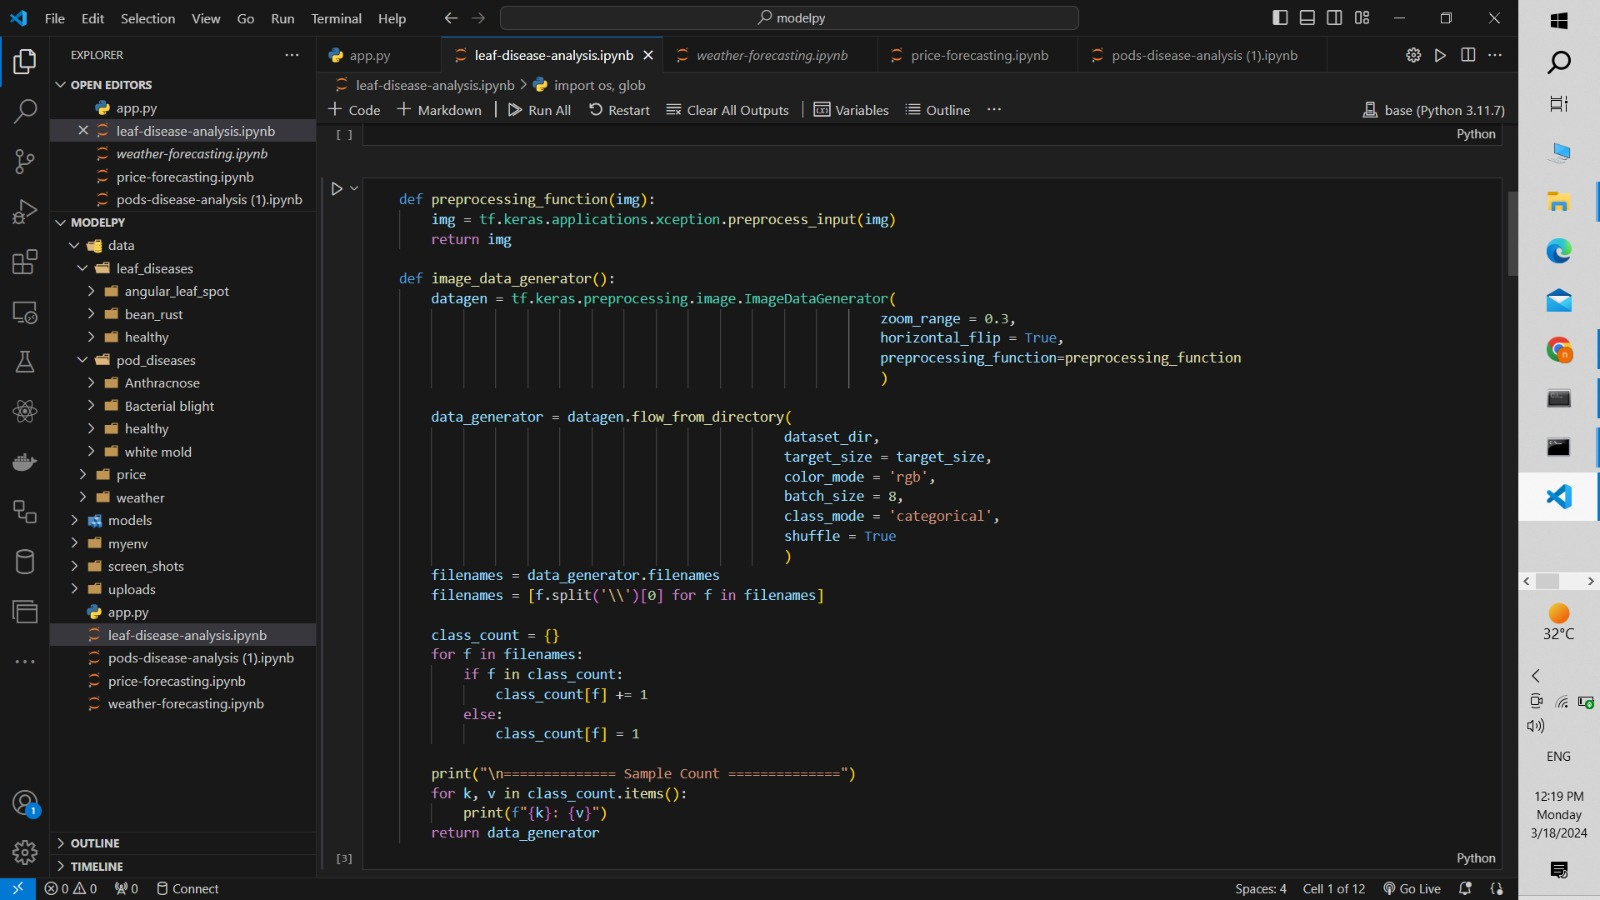 File Edit Selection View Go Run Terminal Help modelpy
EXPLORER
OPEN EDITORS
app.py
leaf-disease-analysis.ipynb
weather-forecasting.ipynb
price-forecasting.ipynb
pods-disease-analysis (1).ipynb
MODELPY
data
leaf_diseases
angular_leaf_spot
bean_rust
healthy
pod_diseases
Anthracnose
Bacterial blight
healthy
white mold
price
weather
models
myenv
screen_shots
uploads
app.py
leaf-disease-analysis.ipynb
pods-disease-analysis (1).ipynb
price-forecasting.ipynb
weather-forecasting.ipynb
OUTLINE
TIMELINE
app.py leaf-disease-analysis.ipynb weather-forecasting.ipynb price-forecasting.ipynb pods-disease-analysis (1).ipynb
leaf-disease-analysis.ipynb > import os, glob
+ Code + Markdown | Run All Restart Clear All Outputs | Variables Outline ... base (Python 3.11.7)
[ ] Python
def preprocessing_function(img):
img = tf.keras.applications.xception.preprocess_input(img)
return img
def image_data_generator():
datagen = tf.keras.preprocessing.image.ImageDataGenerator(
zoom_range = 0.3,
horizontal_flip = True,
preprocessing_function=preprocessing_function
)
data_generator = datagen.flow_from_directory(
dataset_dir,
target_size = target_size,
color_mode = 'rgb',
batch_size = 8,
class_mode = 'categorical',
shuffle = True
)
filenames = data_generator.filenames
filenames = [f.split('\\')[0] for f in filenames]
class_count = {}
for f in filenames:
if f in class_count:
class_count[f] += 1
else:
class_count[f] = 1
print("\n============== Sample Count ==============")
for k, v in class_count.items():
print(f"{k}: {v}")
return data_generator
[3] Python
0 0 0 Connect Spaces: 4 Cell 1 of 12 Go Live
1
32°C
ENG
12:19 PM
Monday
3/18/2024